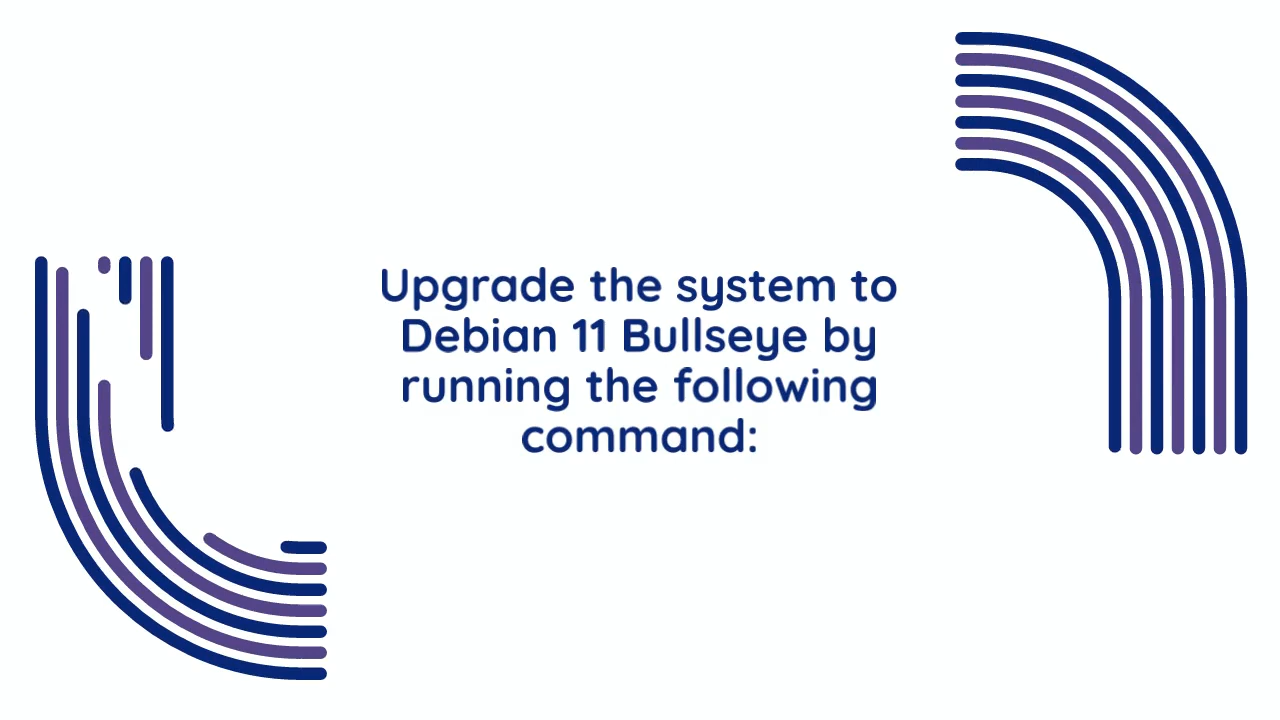 Upgrade the system to
Debian 11 Bullseye by
running the following
command: